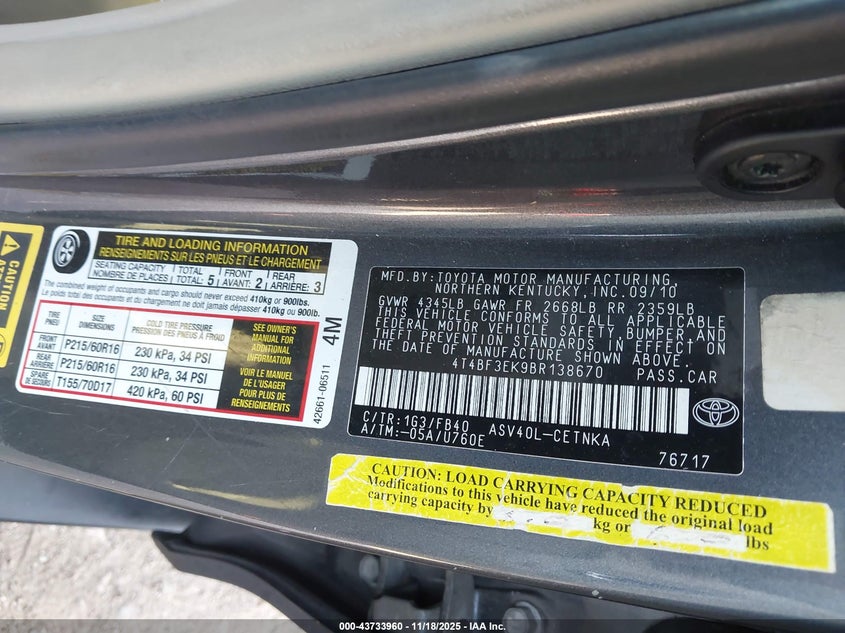 CAUTION
TIRE AND LOADING INFORMATION
RENSEIGNEMENTS SUR LES PNEUS ET LE CHARGEMENT
SEATING CAPACITY TOTAL 5 FRONT 2 REAR 3
NOMBRE DE PLACES TOTAL: AVANT: ARRIÈRE:
The combined weight of occupants and cargo should never exceed 410kg or 900lbs.
Le poids total des occupants et du chargement ne doit jamais dépasser 410kg ou 900lb.
TIRE PNEU SIZE DIMENSIONS COLD TIRE PRESSURE PRESSION DES PNEUS À FROID
FRONT AVANT P215/60R16 230 kPa, 34 PSI
REAR ARRIÈRE P215/60R16 230 kPa, 34 PSI
SPARE DE SECOURS T155/70D17 420 kPa, 60 PSI
SEE OWNER'S
MANUAL FOR
ADDITIONAL
INFORMATION
VOIR LE MANUEL
DE L'USAGER
POUR PLUS DE
RENSEIGNEMENTS
4M
42661-06511
MFD.BY:TOYOTA MOTOR MANUFACTURING,
NORTHERN KENTUCKY,INC.09/10
GVWR 4345LB GAWR FR 2668LB RR 2359LB
THIS VEHICLE CONFORMS TO ALL APPLICABLE
FEDERAL MOTOR VEHICLE SAFETY,BUMPER,AND
THEFT PREVENTION STANDARDS IN EFFECT ON
THE DATE OF MANUFACTURE SHOWN ABOVE.
4T4BF3EK9BR138670 PASS.CAR
C/TR:1G3/FB40 ASV40L-CETNKA
A/TM:-05A/U760E
76717
TOYOTA
CAUTION: LOAD CARRYING CAPACITY REDUCED
Modifications to this vehicle have reduced the original load
carrying capacity by kg or lbs
000-43733960 - 11/18/2025 - IAA Inc.